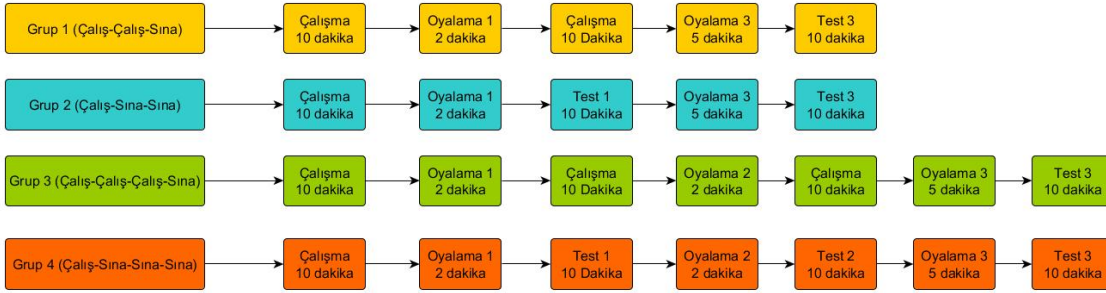 Grup 1 (Çalış-Çalış-Sına)
Çalışma
10 dakika
Oyalama 1
2 dakika
Çalışma
10 Dakika
Oyalama 3
5 dakika
Test 3
10 dakika
Grup 2 (Çalış-Sına-Sına)
Çalışma
10 dakika
Oyalama 1
2 dakika
Test 1
10 Dakika
Oyalama 3
5 dakika
Test 3
10 dakika
Grup 3 (Çalış-Çalış-Çalış-Sına)
Çalışma
10 dakika
Oyalama 1
2 dakika
Çalışma
10 Dakika
Oyalama 2
2 dakika
Çalışma
10 dakika
Oyalama 3
5 dakika
Test 3
10 dakika
Grup 4 (Çalış-Sına-Sına-Sına)
Çalışma
10 dakika
Oyalama 1
2 dakika
Test 1
10 Dakika
Oyalama 2
2 dakika
Test 2
10 dakika
Oyalama 3
5 dakika
Test 3
10 dakika